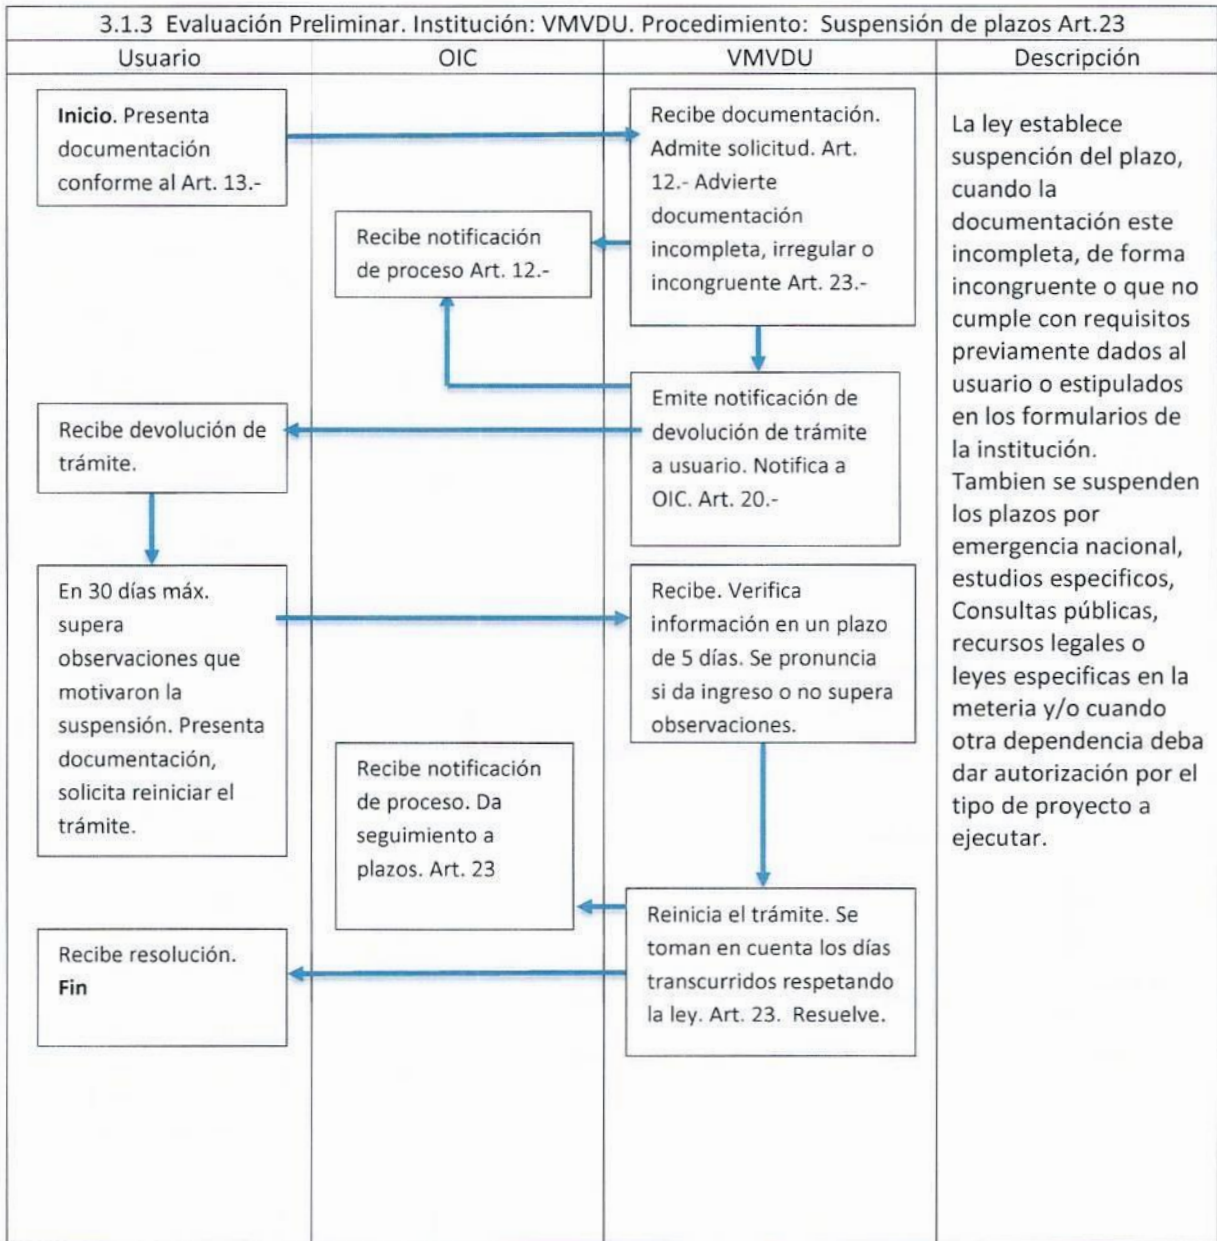 3.1.3 Evaluación Preliminar. Institución: VMVDU. Procedimiento: Suspensión de plazos Art.23
Usuario
OIC
VMVDU
Descripción
Inicio. Presenta
documentación
conforme al Art. 13.-
Recibe documentación.
Admite solicitud. Art.
12.- Advierte
documentación
incompleta, irregular o
incongruente Art. 23.-
Recibe notificación
de proceso Art. 12.-
Emite notificación de
devolución de trámite
a usuario. Notifica a
OIC. Art. 20.-
Recibe devolución de
trámite.
En 30 días máx.
supera
observaciones que
motivaron la
suspensión. Presenta
documentación,
solicita reiniciar el
trámite.
Recibe. Verifica
información en un plazo
de 5 días. Se pronuncia
si da ingreso o no supera
observaciones.
Recibe notificación
de proceso. Da
seguimiento a
plazos. Art. 23
Reinicia el trámite. Se
toman en cuenta los días
transcurridos respetando
la ley. Art. 23. Resuelve.
Recibe resolución.
Fin
La ley establece
suspención del plazo,
cuando la
documentación este
incompleta, de forma
incongruente o que no
cumple con requisitos
previamente dados al
usuario o estipulados
en los formularios de
la institución.
Tambien se suspenden
los plazos por
emergencia nacional,
estudios especificos,
Consultas públicas,
recursos legales o
leyes especificas en la
meteria y/o cuando
otra dependencia deba
dar autorización por el
tipo de proyecto a
ejecutar.